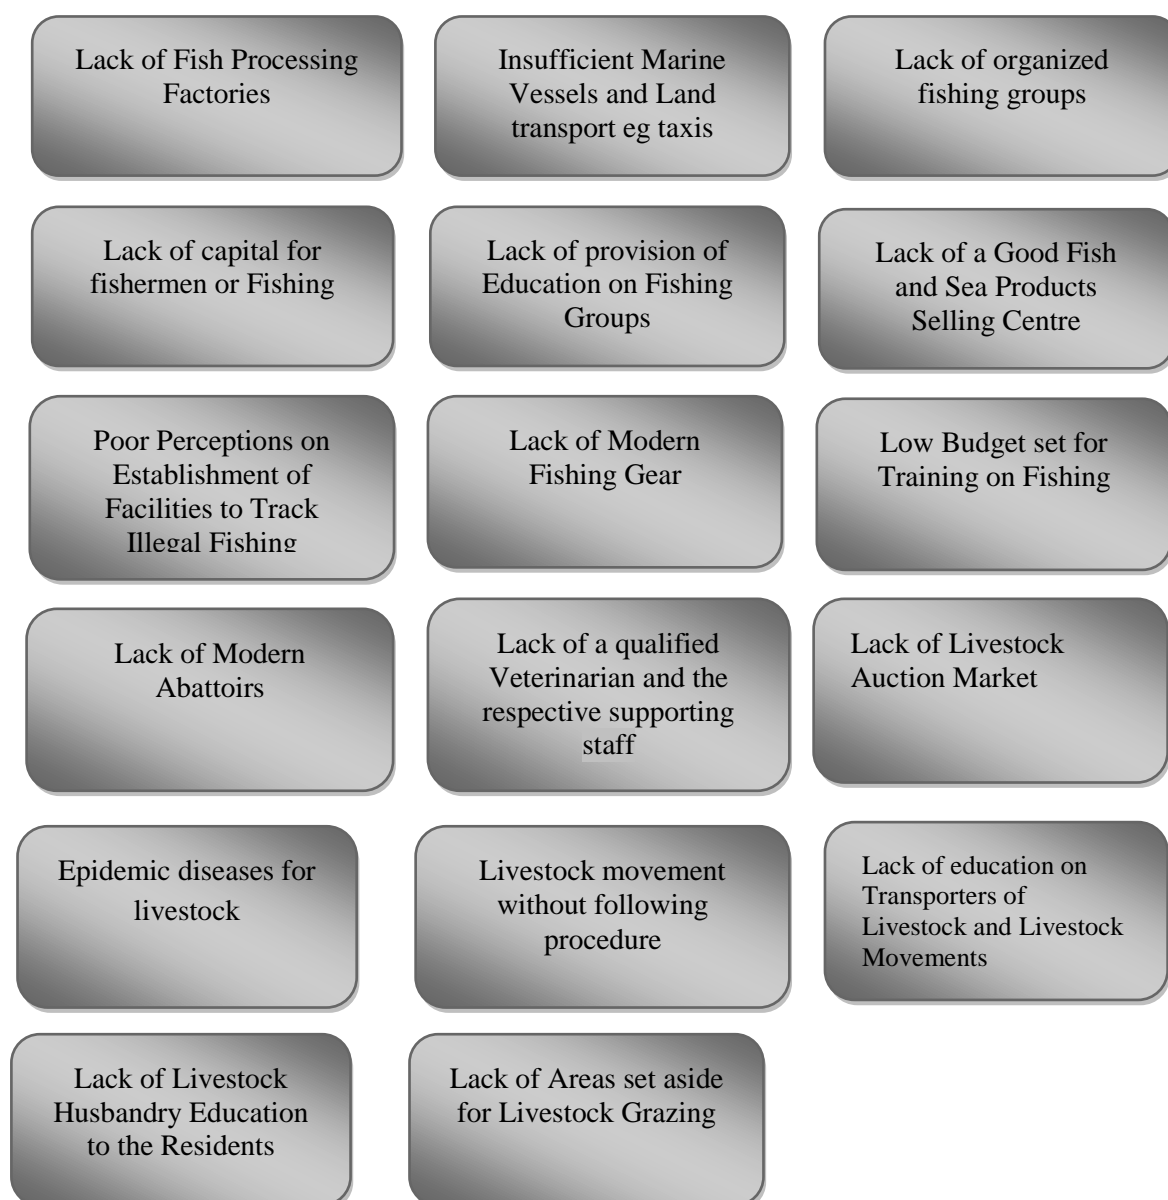 Lack of Fish Processing
Factories
Insufficient Marine
Vessels and Land
transport eg taxis
Lack of organized
fishing groups
Lack of capital for
fishermen or Fishing
Lack of provision of
Education on Fishing
Groups
Lack of a Good Fish
and Sea Products
Selling Centre
Poor Perceptions on
Establishment of
Facilities to Track
Illegal Fishing
Lack of Modern
Fishing Gear
Low Budget set for
Training on Fishing
Lack of Modern
Abattoirs
Lack of a qualified
Veterinarian and the
respective supporting
staff
Lack of Livestock
Auction Market
Epidemic diseases for
livestock
Livestock movement
without following
procedure
Lack of education on
Transporters of
Livestock and Livestock
Movements
Lack of Livestock
Husbandry Education
to the Residents
Lack of Areas set aside
for Livestock Grazing